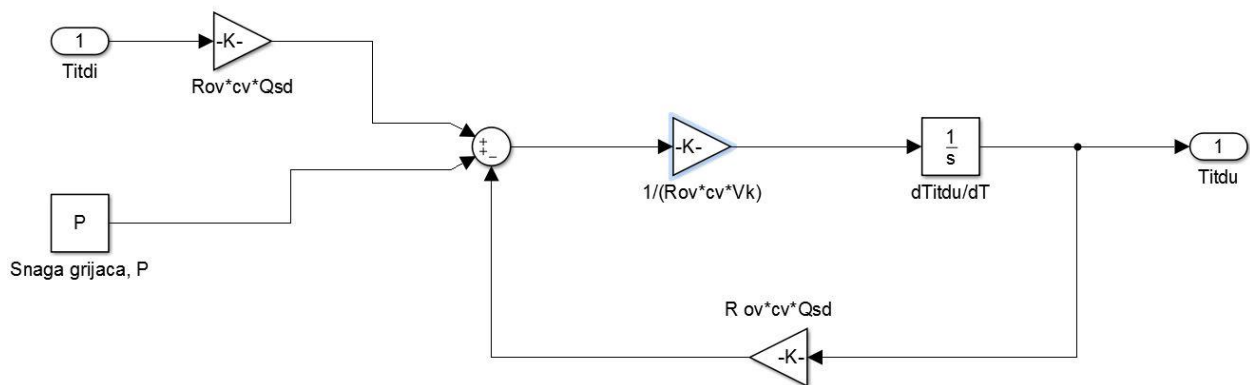 1
Titdi
-K-
Rov*cv*Qsd
P
Snaga grijaca, P
+
+
−
-K-
1/(Rov*cv*Vk)
1
s
dTitdu/dT
1
Titdu
R ov*cv*Qsd
-K-